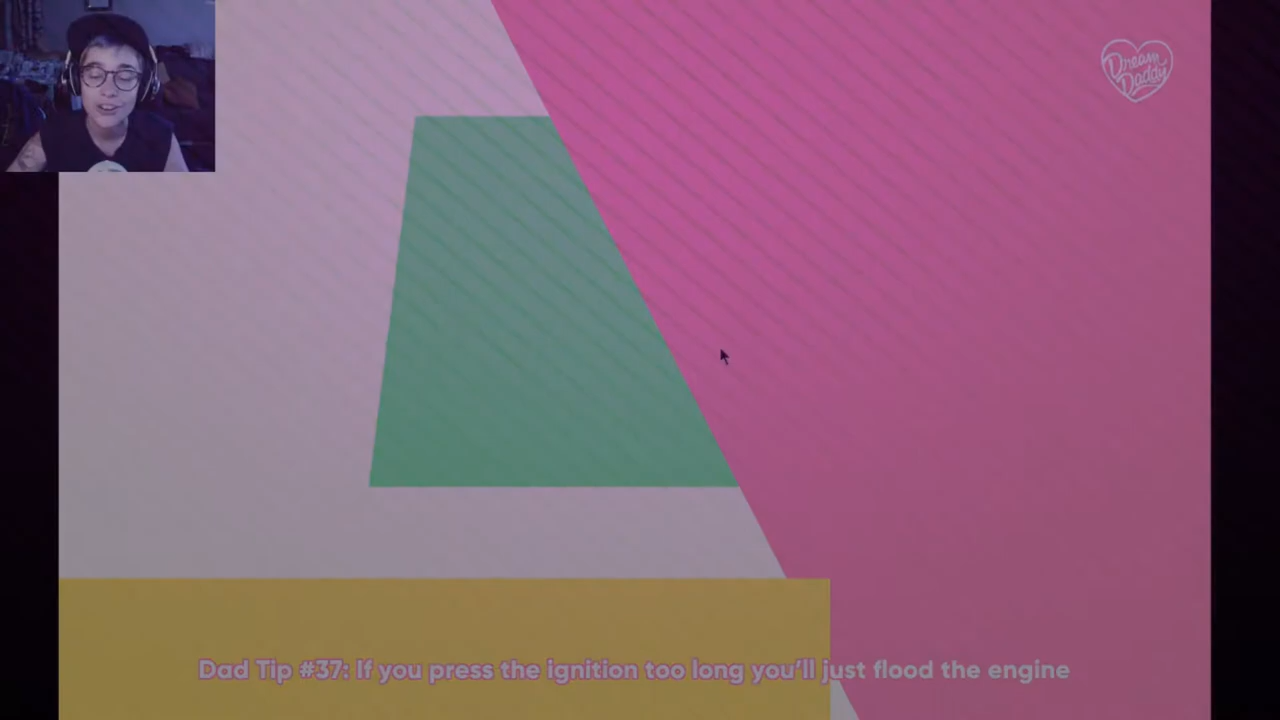 Dream
Daddy
Dad Tip #37: If you press the ignition too long you'll just flood the engine